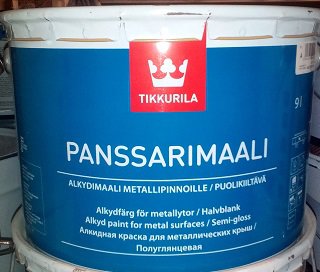 TIKKURILA
9 l
PANSSARIMAALI
ALKYDIMAALI METALLIPINNOILLE / PUOLIKIILTÄVÄ
Alkydfärg för metallytor / Halvblank
Alkyd paint for metal surfaces / Semi-gloss
Алкидная краска для металлических крыш /
Полуглянцевая